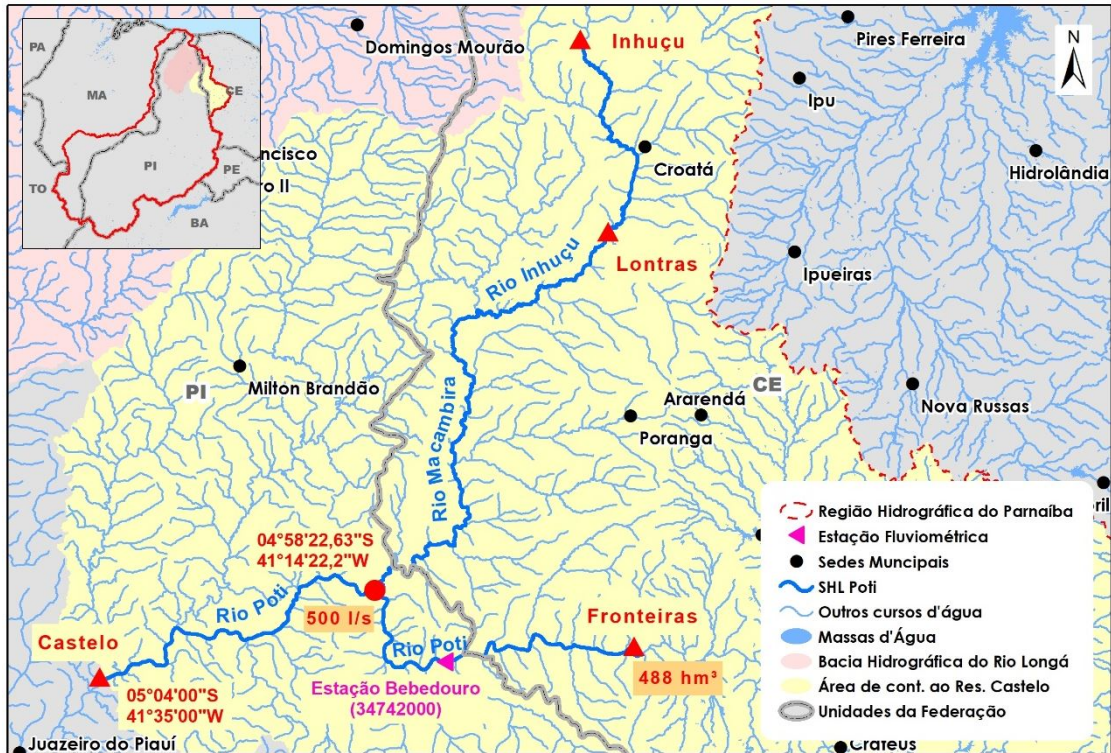 PA
MA
CE
PI
PE
TO
BA
ncisco
o II
Domingos Mourão
Inhuçu
Pires Ferreira
N
Ipu
Croatá
Hidrolândia
Lontras
Ipueiras
Rio Inhuçu
Milton Brandão
PI
Rio Macambira
Ararendá
CE
Poranga
Nova Russas
ril
04°58'22,63"S
41°14'22,2"W
Rio Poti
500 l/s
Castelo
Rio Poti
Fronteiras
488 hm³
05°04'00"S
41°35'00"W
Estação Bebedouro
(34742000)
Juazeiro do Piauí
Crateús
Região Hidrográfica do Parnaíba
Estação Fluviométrica
Sedes Muncipais
SHL Poti
Outros cursos d'água
Massas d'Água
Bacia Hidrográfica do Rio Longá
Área de cont. ao Res. Castelo
Unidades da Federação